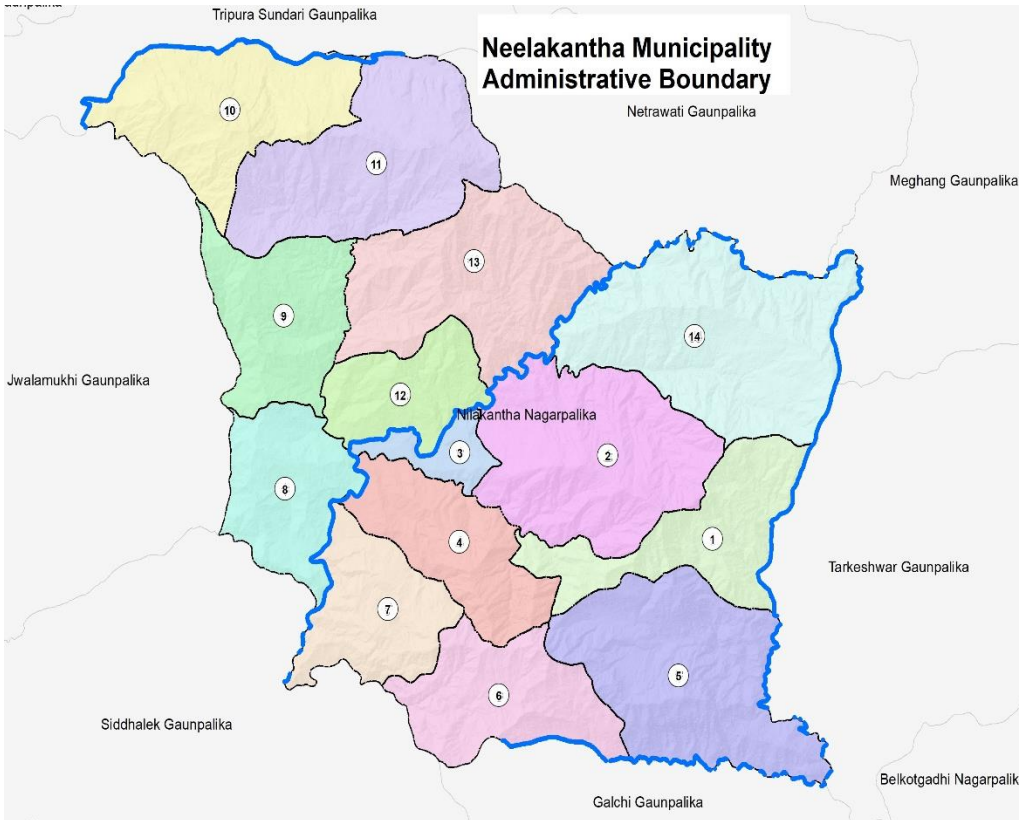 Tripura Sundari Gaunpalika
Neelakantha Municipality
Administrative Boundary
Netrawati Gaunpalika
10
11
Meghang Gaunpalika
13
9
14
Jwalamukhi Gaunpalika
12
Nilakantha Nagarpalika
3
2
8
4
1
Tarkeshwar Gaunpalika
7
5
6
Siddhalek Gaunpalika
Belkotgadhi Nagarpalik
Galchi Gaunpalika